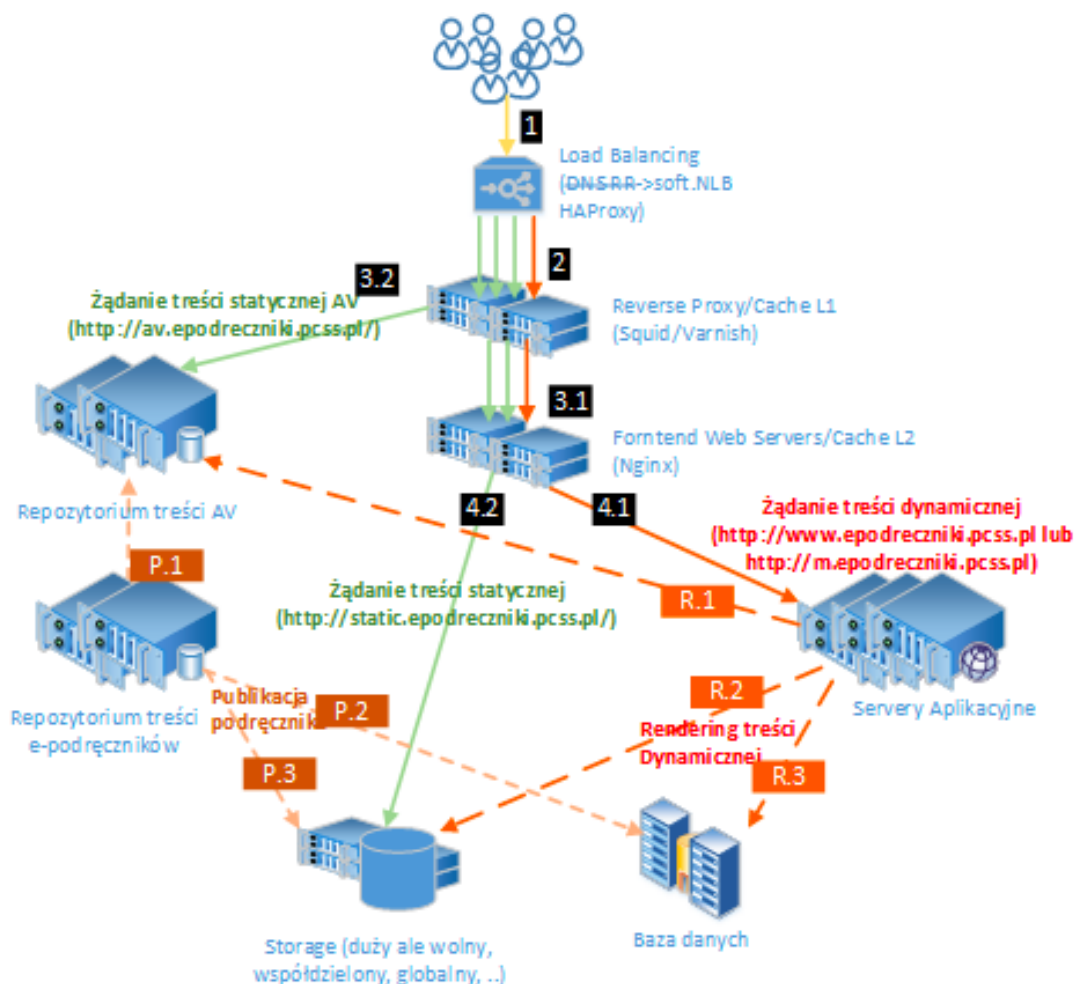 1
Load Balancing
(DNSRR->soft.NLB
HAProxy)
2
3.2
Żądanie treści statycznej AV
(http://av.epodreczniki.pcss.pl/)
Reverse Proxy/Cache L1
(Squid/Varnish)
3.1
Forntend Web Servers/Cache L2
(Nginx)
Repozytorium treści AV
4.2
4.1
Żądanie treści dynamicznej
(http://www.epodreczniki.pcss.pl lub
http://m.epodreczniki.pcss.pl)
P.1
Żądanie treści statycznej
(http://static.epodreczniki.pcss.pl/)
R.1
Repozytorium treści
e-podręczników
Publikacja
podręcznik
P.2
R.2
Servery Aplikacyjne
Rendering treści
Dynamicznej
P.3
R.3
Storage (duży ale wolny,
współdzielony, globalny, ..)
Baza danych